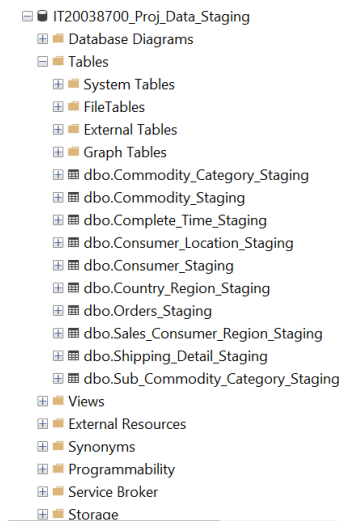 IT20038700_Proj_Data_Staging
Database Diagrams
Tables
System Tables
FileTables
External Tables
Graph Tables
dbo.Commodity_Category_Staging
dbo.Commodity_Staging
dbo.Complete_Time_Staging
dbo.Consumer_Location_Staging
dbo.Consumer_Staging
dbo.Country_Region_Staging
dbo.Orders_Staging
dbo.Sales_Consumer_Region_Staging
dbo.Shipping_Detail_Staging
dbo.Sub_Commodity_Category_Staging
Views
External Resources
Synonyms
Programmability
Service Broker
Storage